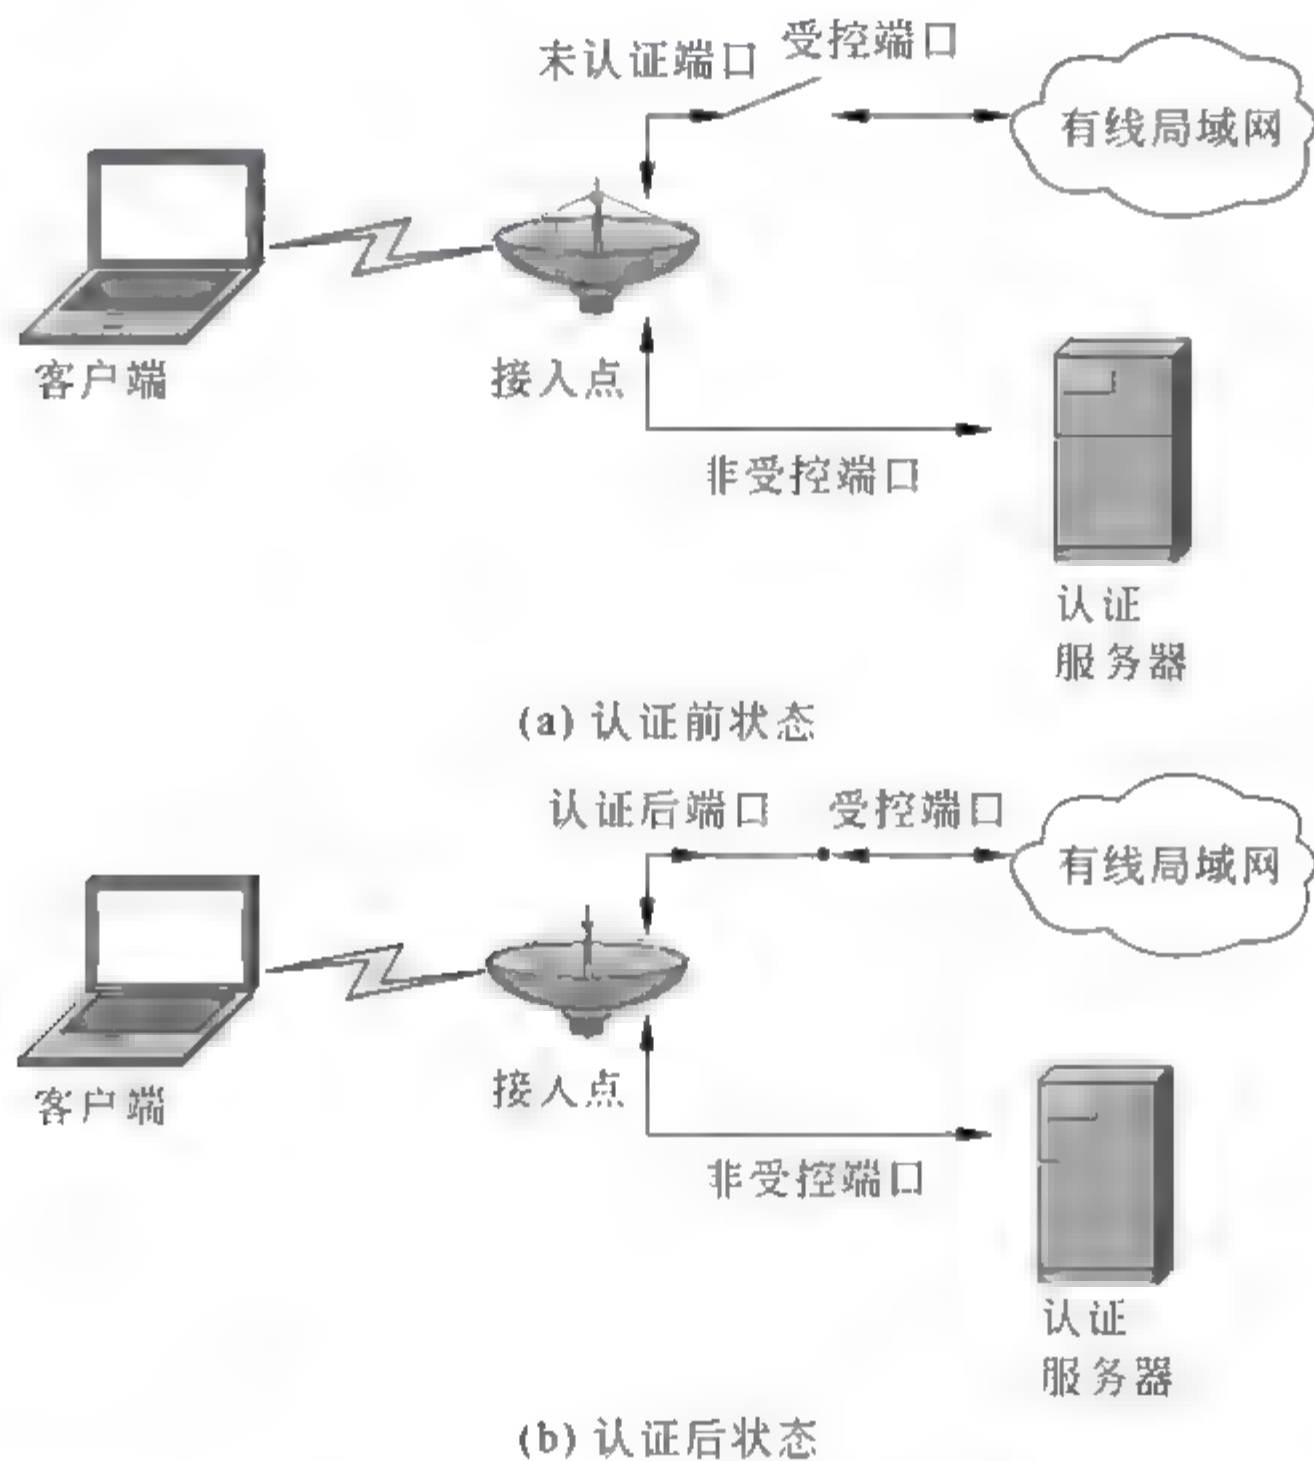 未认证端口 受控端口
有线局域网
客户端
接入点
非受控端口
认证
服务器
(a) 认证前状态
认证后端口 受控端口
有线局域网
客户端
接入点
非受控端口
认证
服务器
(b) 认证后状态